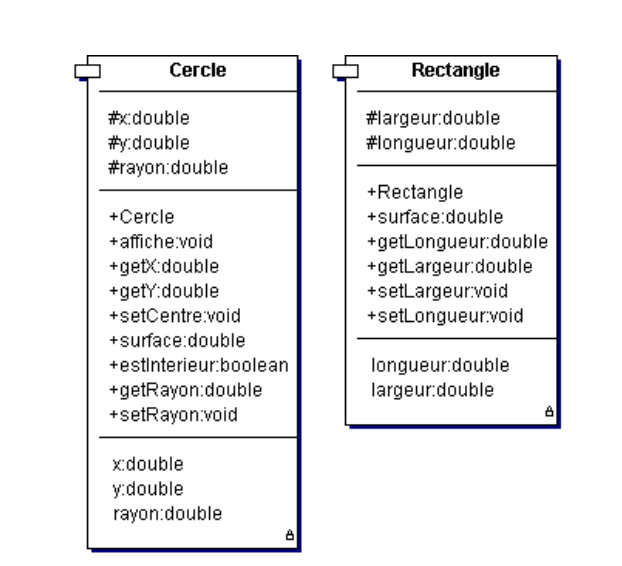 Cercle
#x:double
#y:double
#rayon:double
+Cercle
+affiche:void
+getX:double
+getY:double
+setCentre:void
+surface:double
+estInterieur:boolean
+getRayon:double
+setRayon:void
x:double
y:double
rayon:double
Rectangle
#largeur:double
#longueur:double
+Rectangle
+surface:double
+getLongueur:double
+getLargeur:double
+setLargeur:void
+setLongueur:void
longueur:double
largeur:double